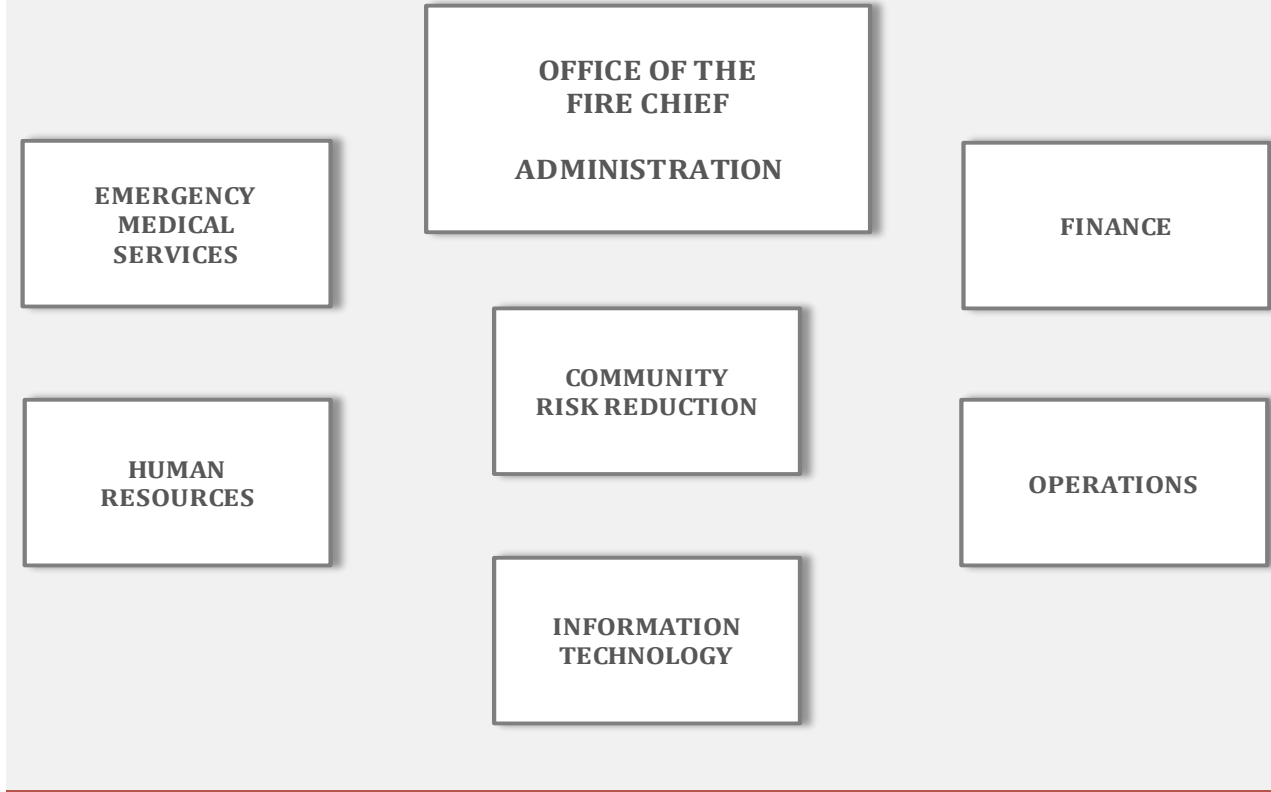 OFFICE OF THE
FIRE CHIEF
ADMINISTRATION
EMERGENCY
MEDICAL
SERVICES
FINANCE
COMMUNITY
RISK REDUCTION
HUMAN
RESOURCES
OPERATIONS
INFORMATION
TECHNOLOGY